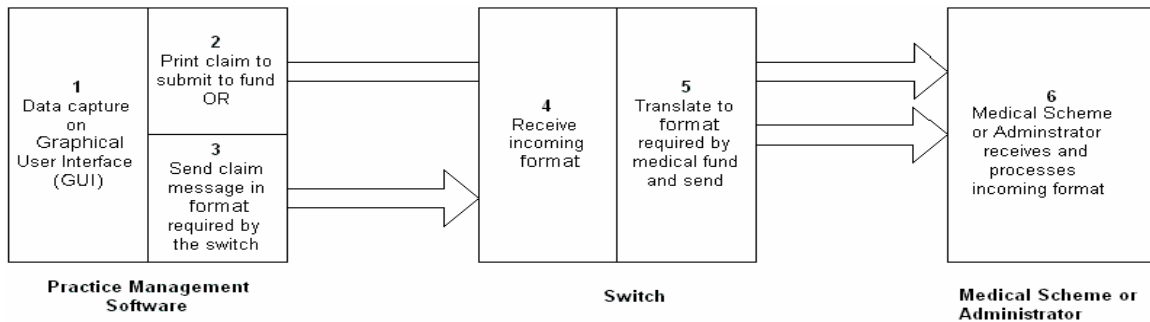 1
Data capture
on
Graphical
User Interface
(GUI)
2
Print claim to
submit to fund
OR
3
Send claim
message in
format
required by
the switch
4
Receive
incoming
format
5
Translate to
format
required by
medical fund
and send
6
Medical Scheme
or Adminstrator
receives and
processes
incoming format
Practice Management
Software
Switch
Medical Scheme or
Administrator